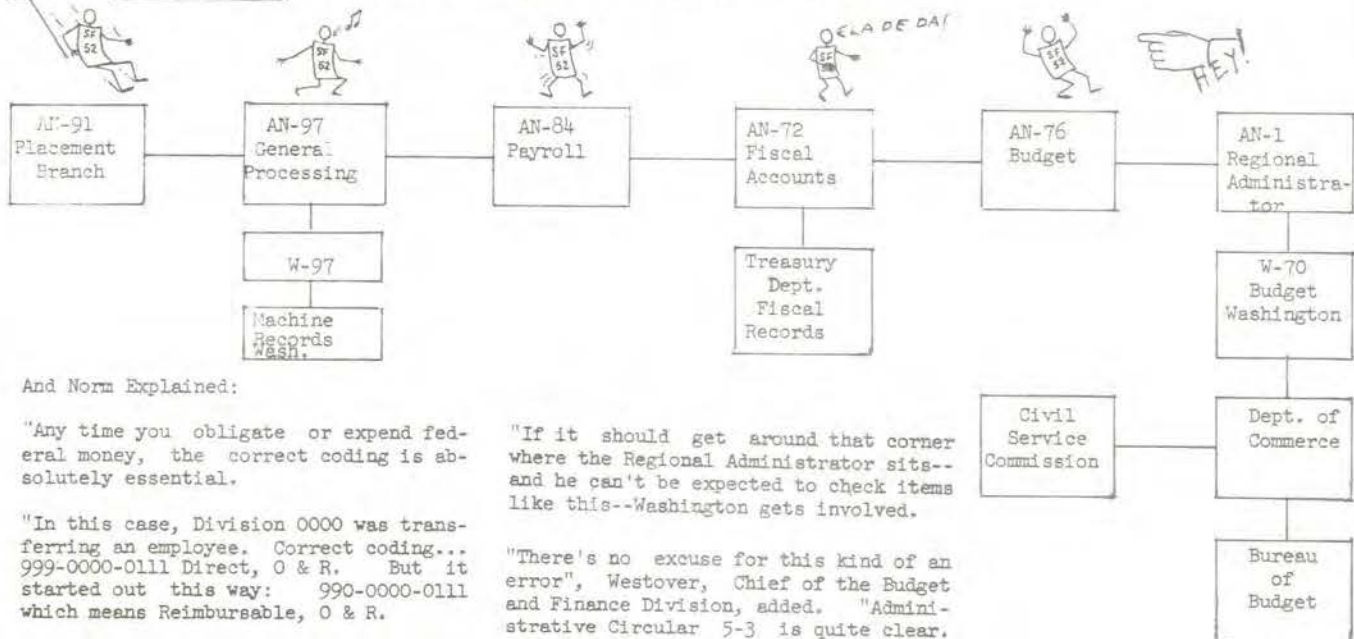 SF
52
SF
52
SF
52
LA DE DA!
SF
SF
52
HEY!
AN-91
Placement
Branch
AN-97
General
Processing
AN-84
Payroll
AN-72
Fiscal
Accounts
AN-76
Budget
AN-1
Regional
Administra-
tor
W-97
Machine
Records
Wash.
Treasury
Dept.
Fiscal
Records
W-70
Budget
Washington
Civil
Service
Commission
Dept. of
Commerce
Bureau
of
Budget
And Norm Explained:
"Any time you obligate or expend fed-
eral money, the correct coding is ab-
solutely essential.
"In this case, Division 0000 was trans-
ferring an employee. Correct coding...
999-0000-0111 Direct, O & R. But it
started out this way: 990-0000-0111
which means Reimbursable, O & R.
"If it should get around that corner
where the Regional Administrator sits--
and he can't be expected to check items
like this--Washington gets involved.
"There's no excuse for this kind of an
error", Westover, Chief of the Budget
and Finance Division, added. "Admini-
strative Circular 5-3 is quite clear.